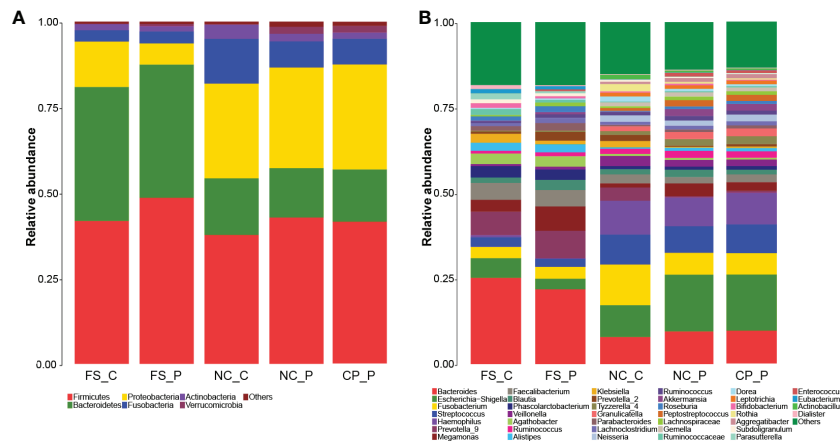 A
B
1.00
0.75
0.50
0.25
0.00
Relative abundance
FS_C FS_P NC_C NC_P CP_P
Firmicutes Proteobacteria Actinobacteria Others
Bacteroidetes Fusobacteria Verrucomicrobia
1.00
0.75
0.50
0.25
0.00
Relative abundance
FS_C FS_P NC_C NC_P CP_P
Bacteroides Faecalibacterium Klebsiella Ruminococcus Dorea Enterococcu
Escherichia−Shigella Blautia Prevotella_2 Akkermansia Leptotrichia Eubacterium
Fusobacterium Phascolarctobacterium Tyzzerella_4 Roseburia Bifidobacterium Actinobacillu
Streptococcus Veillonella Granulicatella Peptostreptococcus Rothia Dialister
Haemophilus Agathobacter Parabacteroides Lachnospiraceae Aggregatibacter Others
Prevotella_9 Ruminococcus Lachnoclostridium Gemella Subdoligranulum
Megamonas Alistipes Neisseria Ruminococcaceae Parasutterella